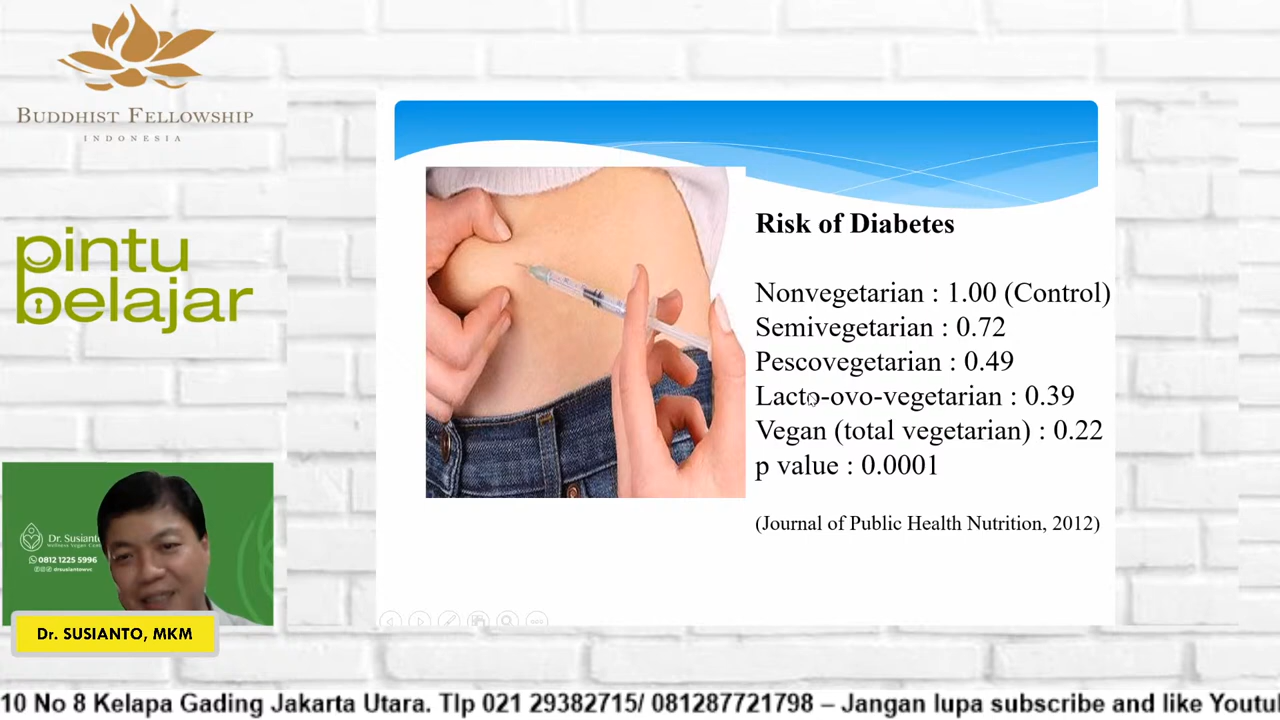 BUDDHIST FELLOWSHIP
INDONESIA
pintu
belajar
Risk of Diabetes
Nonvegetarian : 1.00 (Control)
Semivegetarian : 0.72
Pescovegetarian : 0.49
Lacto-ovo-vegetarian : 0.39
Vegan (total vegetarian) : 0.22
p value : 0.0001
(Journal of Public Health Nutrition, 2012)
Dr. Susianto
0812 1225 5996
drsusiantowvc
Dr. SUSIANTO, MKM
10 No 8 Kelapa Gading Jakarta Utara. Tlp 021 29382715/ 081287721798 – Jangan lupa subscribe and like Youtu